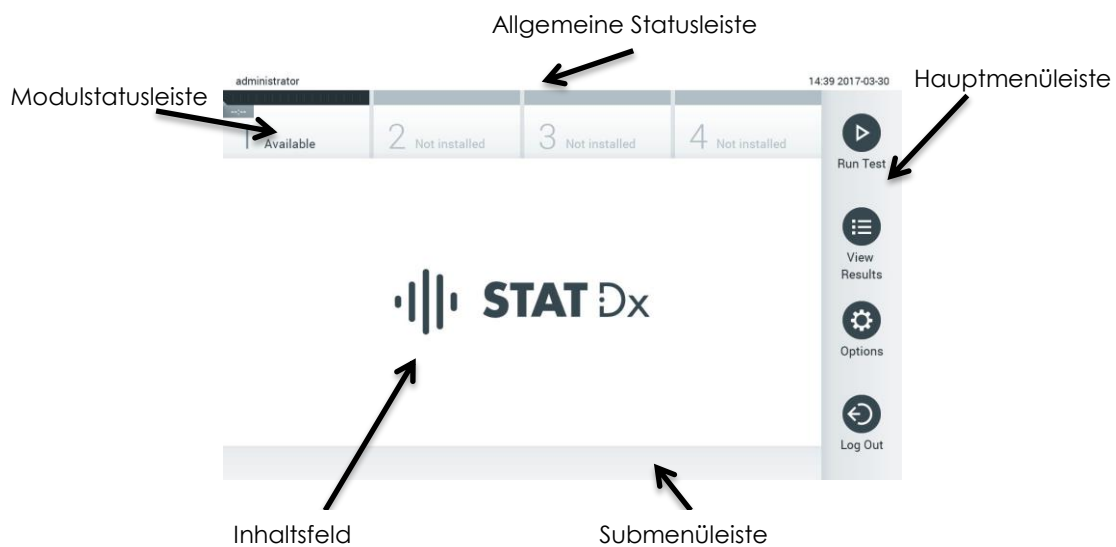 Allgemeine Statusleiste
Modulstatusleiste
Hauptmenüleiste
administrator
14:39 2017-03-30
--:--
1 Available
2 Not installed
3 Not installed
4 Not installed
Run Test
View
Results
STAT Dx
Options
Log Out
Inhaltsfeld
Submenüleiste